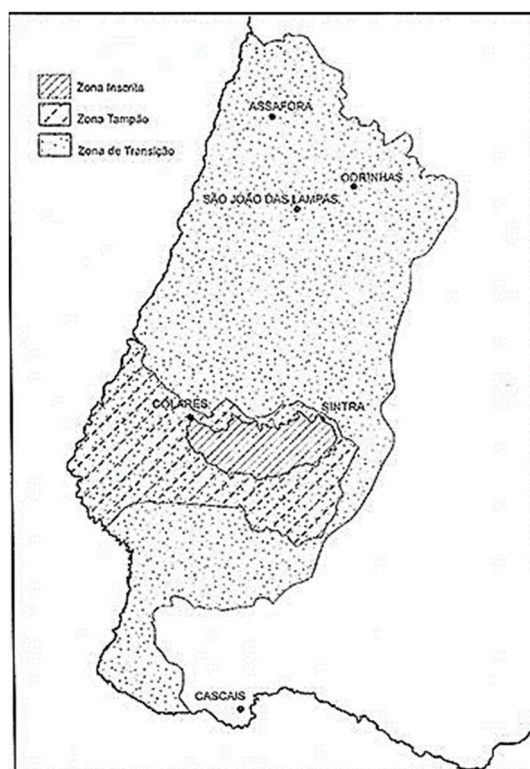 Zona Inscrita
Zona Tampão
Zona de Transição
ASSAFORA
ODRINHAS
SÃO JOÃO DAS LAMPAS
COLARES
SINTRA
CASCAIS